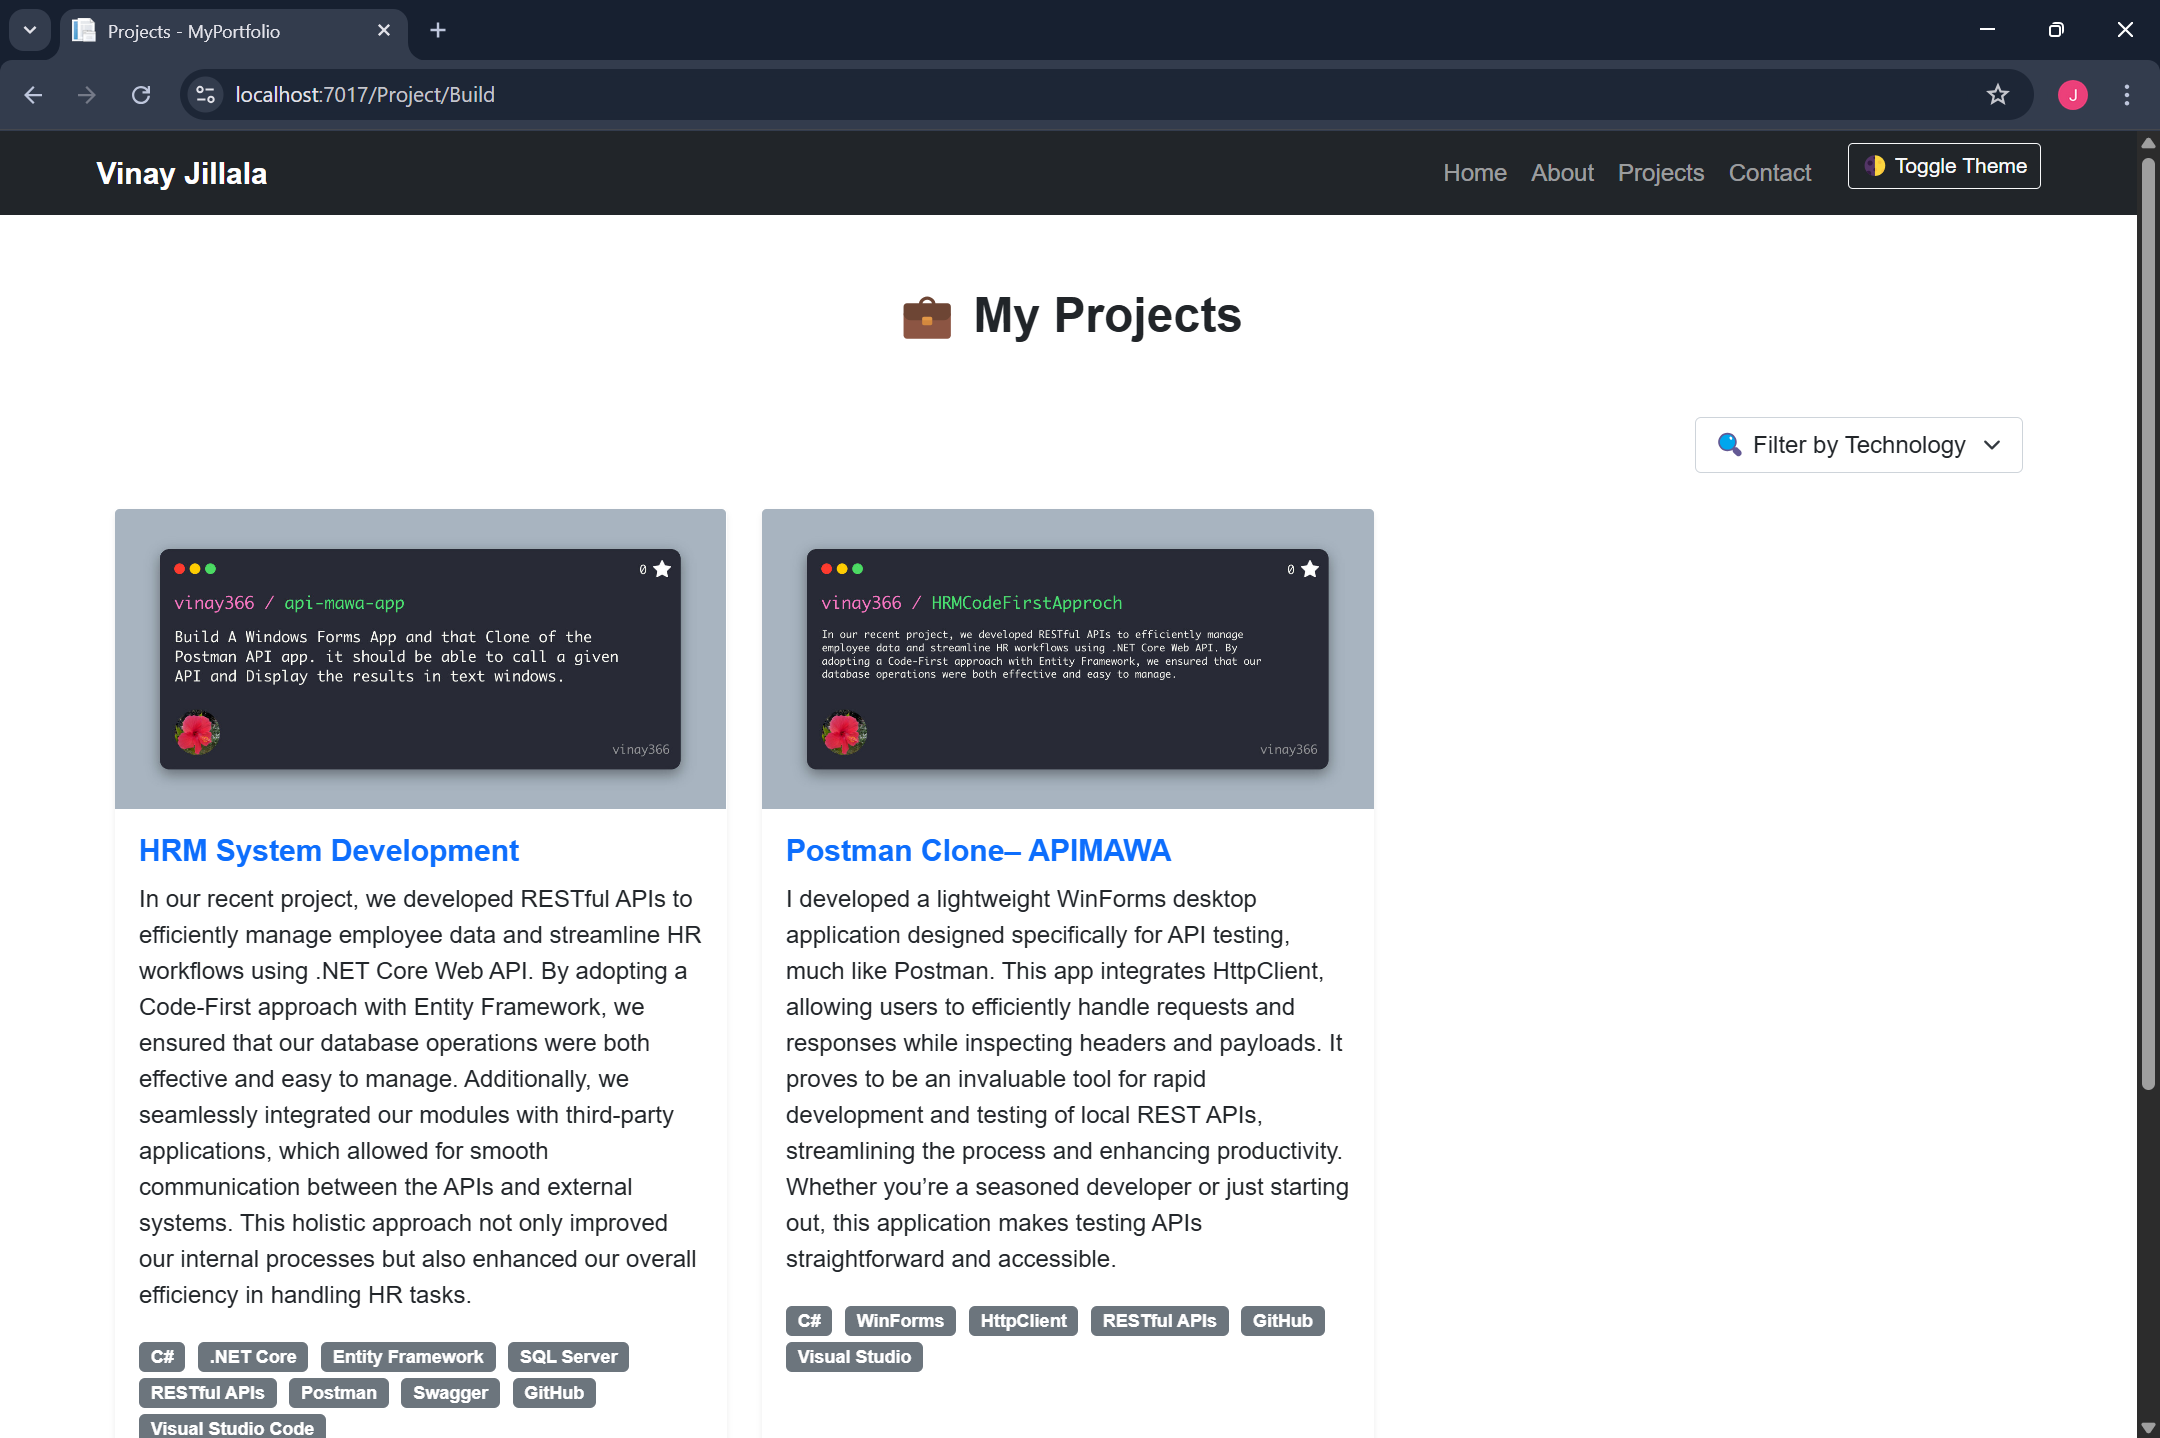 Projects - MyPortfolio
localhost:7017/Project/Build
J
Vinay Jillala
Home
About
Projects
Contact
Toggle Theme
My Projects
Filter by Technology
0
vinay366 / api-mawa-app
Build A Windows Forms App and that Clone of the
Postman API app. it should be able to call a given
API and Display the results in text windows.
vinay366
HRM System Development
In our recent project, we developed RESTful APIs to
efficiently manage employee data and streamline HR
workflows using .NET Core Web API. By adopting a
Code-First approach with Entity Framework, we
ensured that our database operations were both
effective and easy to manage. Additionally, we
seamlessly integrated our modules with third-party
applications, which allowed for smooth
communication between the APIs and external
systems. This holistic approach not only improved
our internal processes but also enhanced our overall
efficiency in handling HR tasks.
C# .NET Core Entity Framework SQL Server
RESTful APIs Postman Swagger GitHub
Visual Studio Code
0
vinay366 / HRMCodeFirstApproch
In our recent project, we developed RESTful APIs to efficiently manage
employee data and streamline HR workflows using .NET Core Web API. By
adopting a Code-First approach with Entity Framework, we ensured that our
database operations were both effective and easy to manage.
vinay366
Postman Clone– APIMAWA
I developed a lightweight WinForms desktop
application designed specifically for API testing,
much like Postman. This app integrates HttpClient,
allowing users to efficiently handle requests and
responses while inspecting headers and payloads. It
proves to be an invaluable tool for rapid
development and testing of local REST APIs,
streamlining the process and enhancing productivity.
Whether you’re a seasoned developer or just starting
out, this application makes testing APIs
straightforward and accessible.
C# WinForms HttpClient RESTful APIs GitHub
Visual Studio